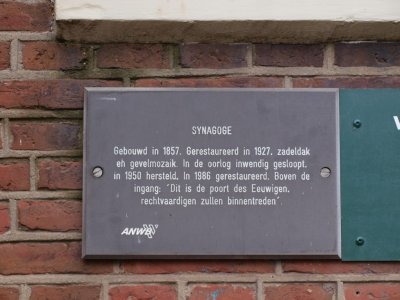 SYNAGOGE
Gebouwd in 1857. Gerestaureerd in 1927, zadeldak
en gevelmozaik. In de oorlog inwendig gesloopt,
in 1950 hersteld. In 1986 gerestaureerd. Boven de
ingang: 'Dit is de poort des Eeuwigen,
rechtvaardigen zullen binnentreden'.
ANWB